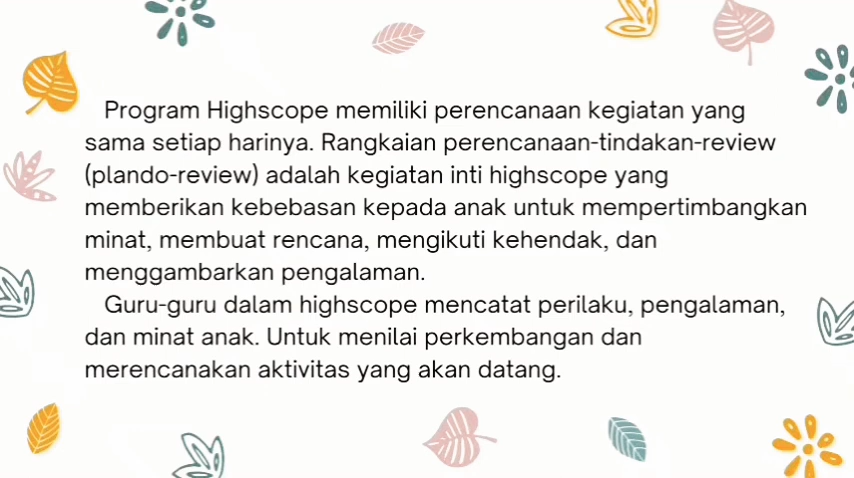 Program Highscope memiliki perencanaan kegiatan yang
sama setiap harinya. Rangkaian perencanaan-tindakan-review
(plando-review) adalah kegiatan inti highscope yang
memberikan kebebasan kepada anak untuk mempertimbangkan
minat, membuat rencana, mengikuti kehendak, dan
menggambarkan pengalaman.
Guru-guru dalam highscope mencatat perilaku, pengalaman,
dan minat anak. Untuk menilai perkembangan dan
merencanakan aktivitas yang akan datang.